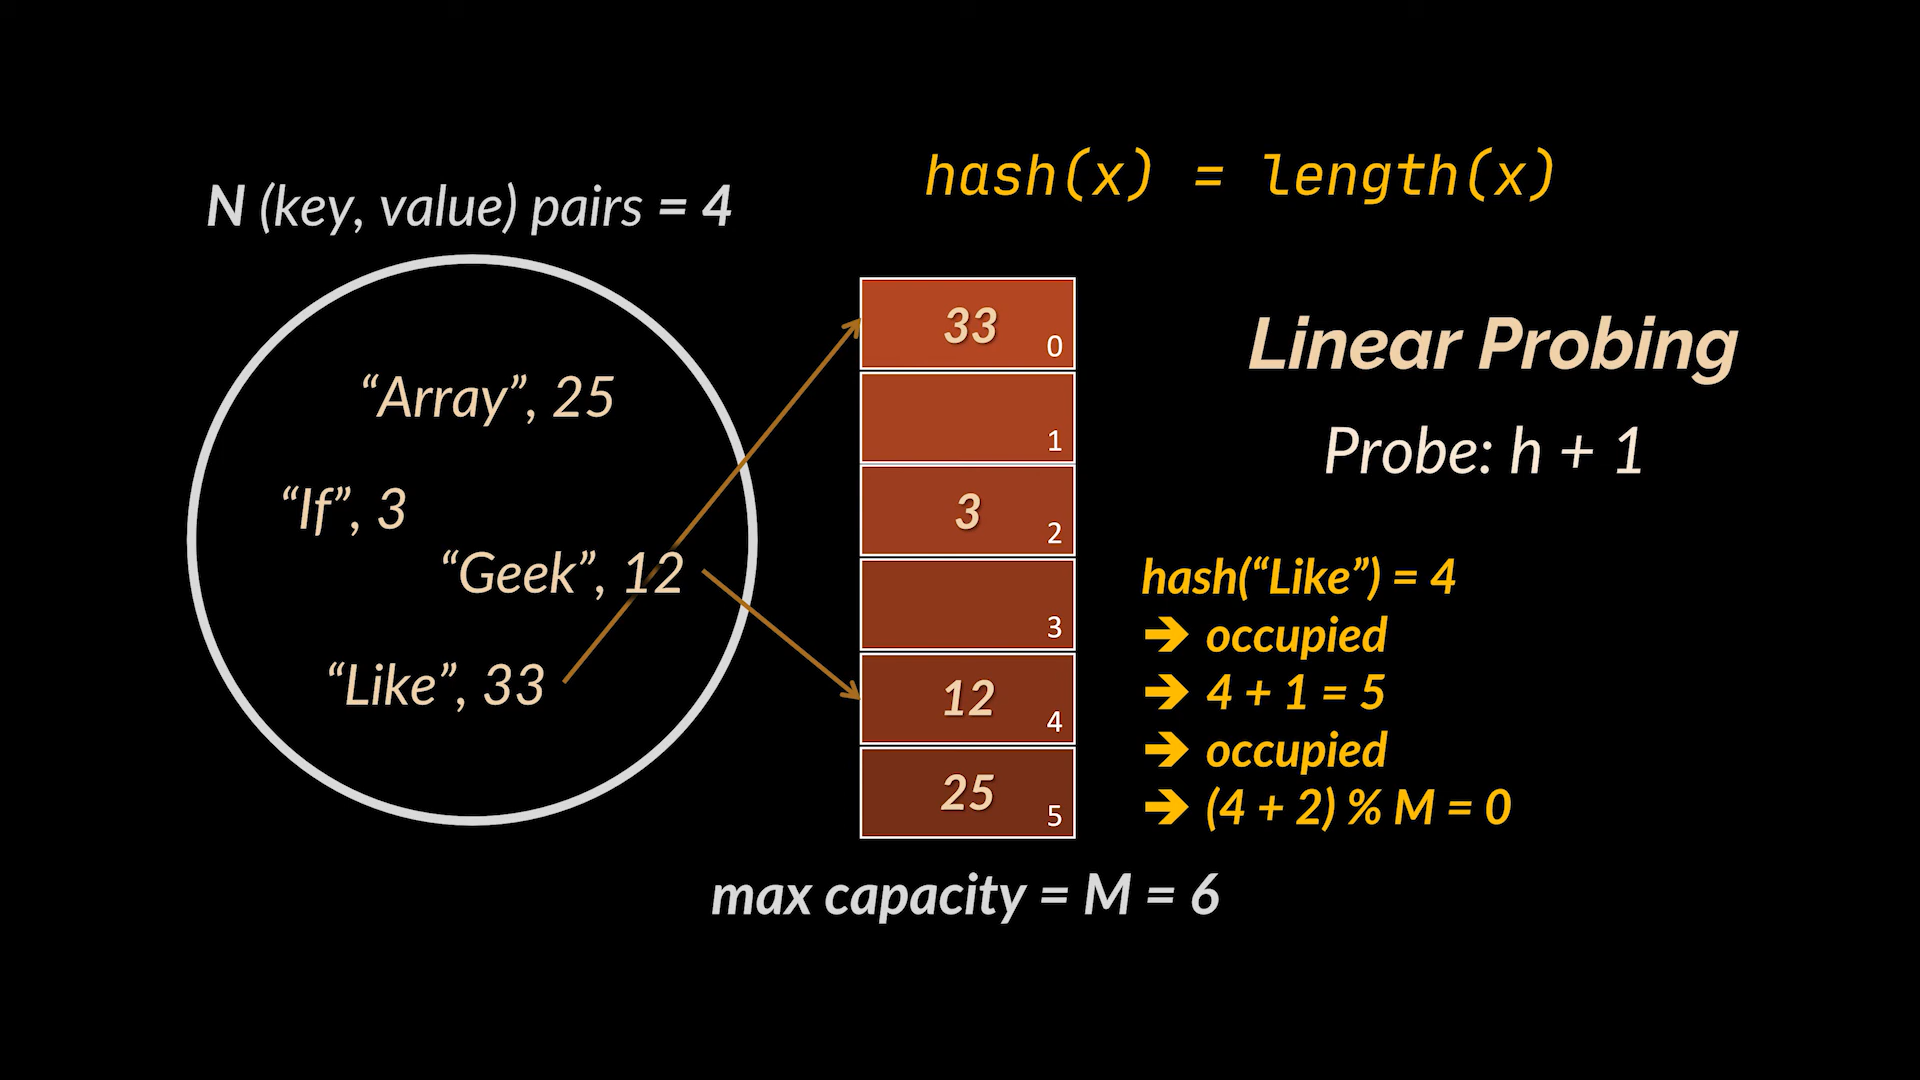 hash(x) = length(x)
N (key, value) pairs = 4
“Array”, 25
“If”, 3
“Geek”, 12
“Like”, 33
33 0
1
3 2
3
12 4
25 5
max capacity = M = 6
Linear Probing
Probe: h + 1
hash(“Like”) = 4
➔ occupied
➔ 4 + 1 = 5
➔ occupied
➔ (4 + 2) % M = 0